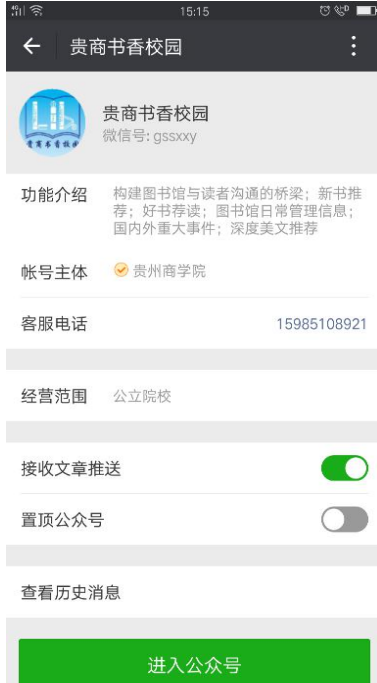 15:15
贵商书香校园
贵商书香校园
微信号: gssxxy
功能介绍
构建图书馆与读者沟通的桥梁；新书推
荐；好书荐读；图书馆日常管理信息；
国内外重大事件；深度美文推荐
帐号主体
贵州商学院
客服电话
15985108921
经营范围
公立院校
接收文章推送
置顶公众号
查看历史消息
进入公众号